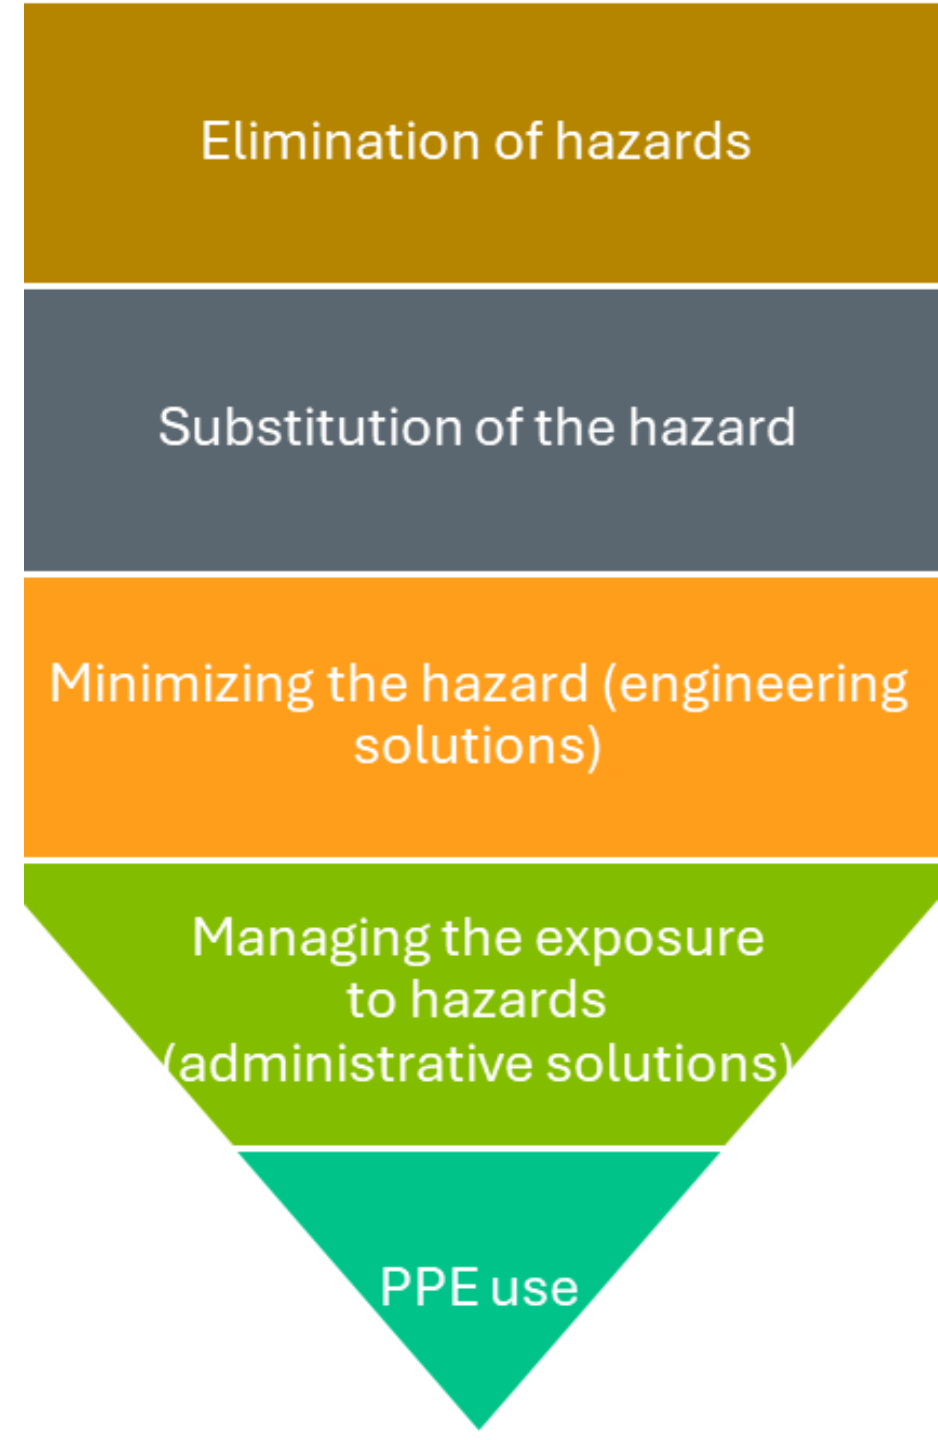 Elimination of hazards
Substitution of the hazard
Minimizing the hazard (engineering
solutions)
Managing the exposure
to hazards
(administrative solutions)
PPE use